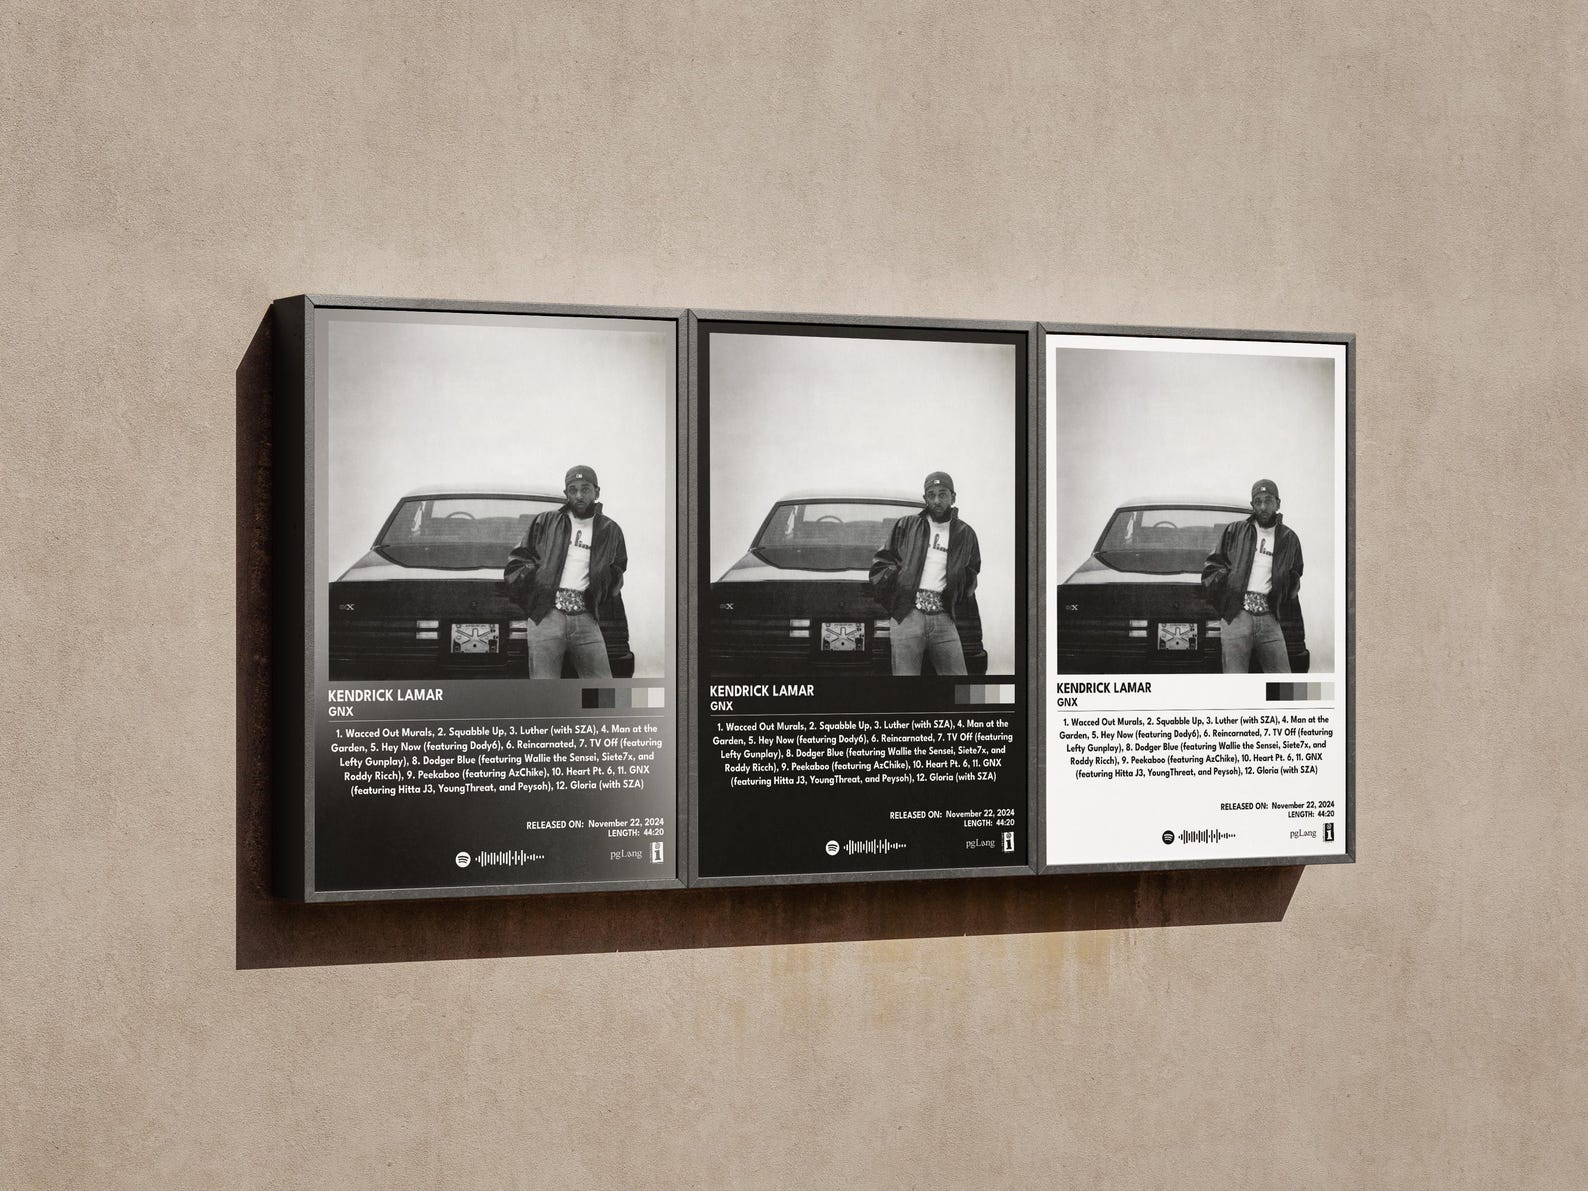 KENDRICK LAMAR
GNX
1. Wacced Out Murals, 2. Squabble Up, 3. Luther (with SZA), 4. Man at the
Garden, 5. Hey Now (featuring Dody6), 6. Reincarnated, 7. TV Off (featuring
Lefty Gunplay), 8. Dodger Blue (featuring Wallie the Sensei, Siete7x, and
Roddy Ricch), 9. Peekaboo (featuring AzChike), 10. Heart Pt. 6, 11. GNX
(featuring Hitta J3, YoungThreat, and Peysoh), 12. Gloria (with SZA)
RELEASED ON: November 22, 2024
LENGTH: 44:20
pgLang
KENDRICK LAMAR
GNX
1. Wacced Out Murals, 2. Squabble Up, 3. Luther (with SZA), 4. Man at the
Garden, 5. Hey Now (featuring Dody6), 6. Reincarnated, 7. TV Off (featuring
Lefty Gunplay), 8. Dodger Blue (featuring Wallie the Sensei, Siete7x, and
Roddy Ricch), 9. Peekaboo (featuring AzChike), 10. Heart Pt. 6, 11. GNX
(featuring Hitta J3, YoungThreat, and Peysoh), 12. Gloria (with SZA)
RELEASED ON: November 22, 2024
LENGTH: 44:20
pgLang
KENDRICK LAMAR
GNX
1. Wacced Out Murals, 2. Squabble Up, 3. Luther (with SZA), 4. Man at the
Garden, 5. Hey Now (featuring Dody6), 6. Reincarnated, 7. TV Off (featuring
Lefty Gunplay), 8. Dodger Blue (featuring Wallie the Sensei, Siete7x, and
Roddy Ricch), 9. Peekaboo (featuring AzChike), 10. Heart Pt. 6, 11. GNX
(featuring Hitta J3, YoungThreat, and Peysoh), 12. Gloria (with SZA)
RELEASED ON: November 22, 2024
LENGTH: 44:20
pgLang